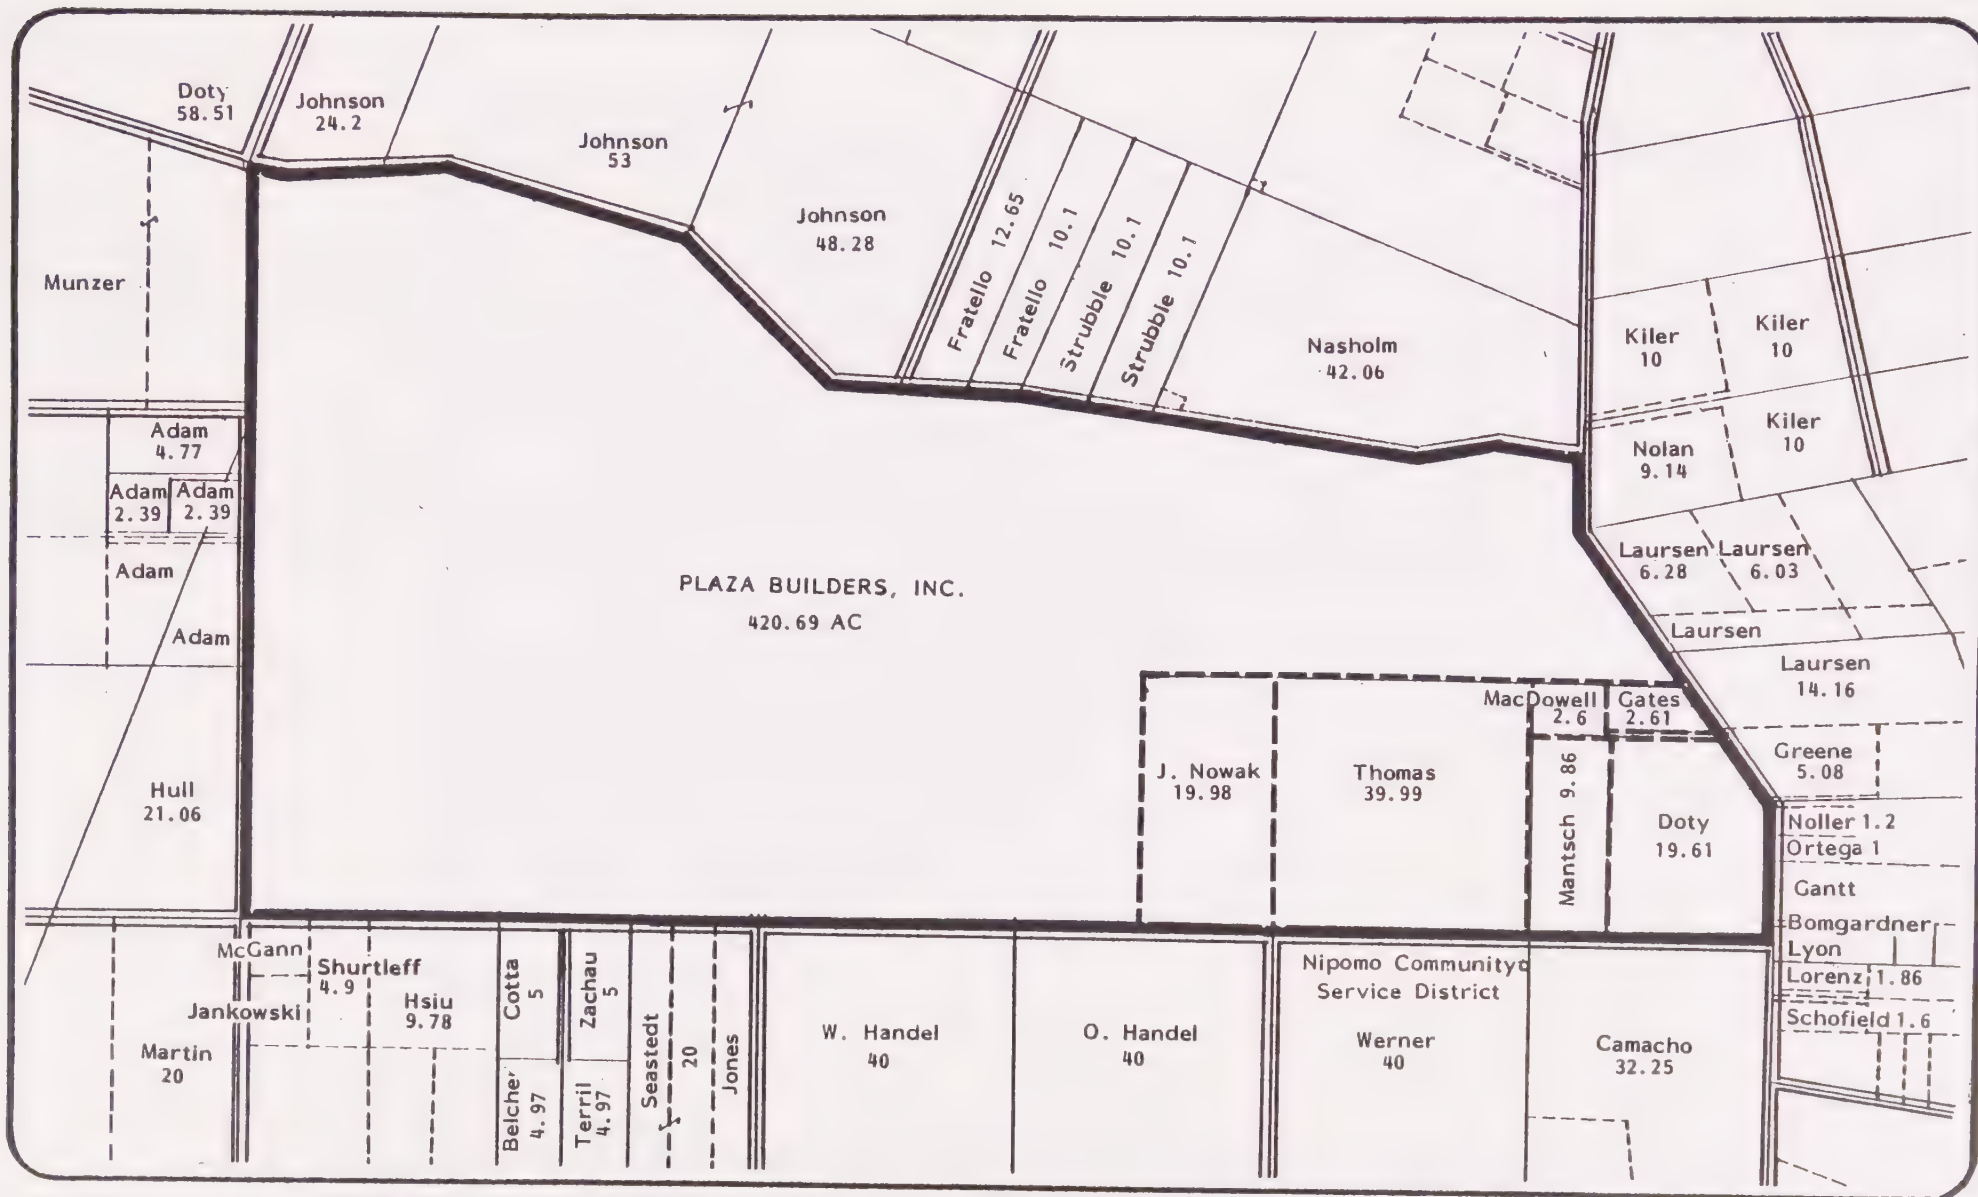 Doty
58.51
Johnson
24.2
Johnson
53
Johnson
48.28
Fratello 12.65
Fratello 10.1
Strubble 10.1
Strubble 10.1
Nasholm
42.06
Kiler
10
Kiler
10
Kiler
10
Nolan
9.14
Munzer
Adam
4.77
Adam
2.39
Adam
2.39
Adam
Adam
Hull
21.06
PLAZA BUILDERS, INC.
420.69 AC
Laursen
6.28
Laursen
6.03
Laursen
Laursen
14.16
MacDowell
2.6
Gates
2.61
J. Nowak
19.98
Thomas
39.99
Mantsch 9.86
Doty
19.61
Greene
5.08
Noller 1.2
Ortega 1
Gantt
Bomgardner
Lyon
Lorenz 1.86
Schofield 1.6
McGann
Shurtleff
4.9
Jankowski
Hsiu
9.78
Martin
20
Cotta
5
Zachau
5
Belcher
4.97
Terril
4.97
Seastedt
20
Jones
W. Handel
40
O. Handel
40
Nipomo Community
Service District
Werner
40
Camacho
32.25